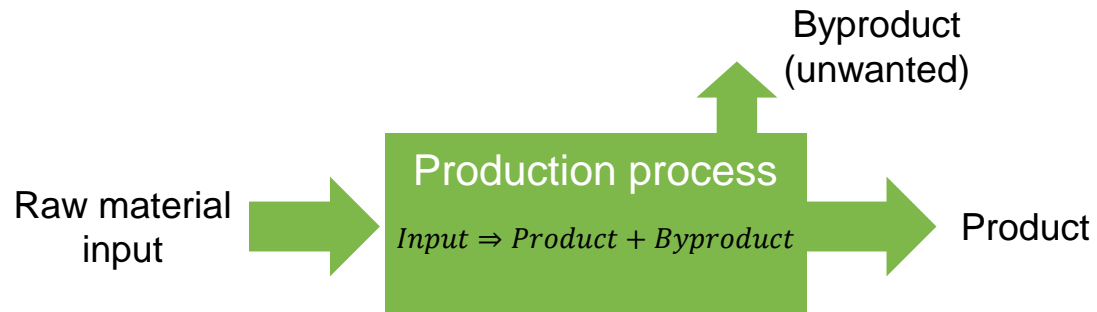 Byproduct
(unwanted)
Production process
Raw material
input
Input ⇒ Product + Byproduct
Product